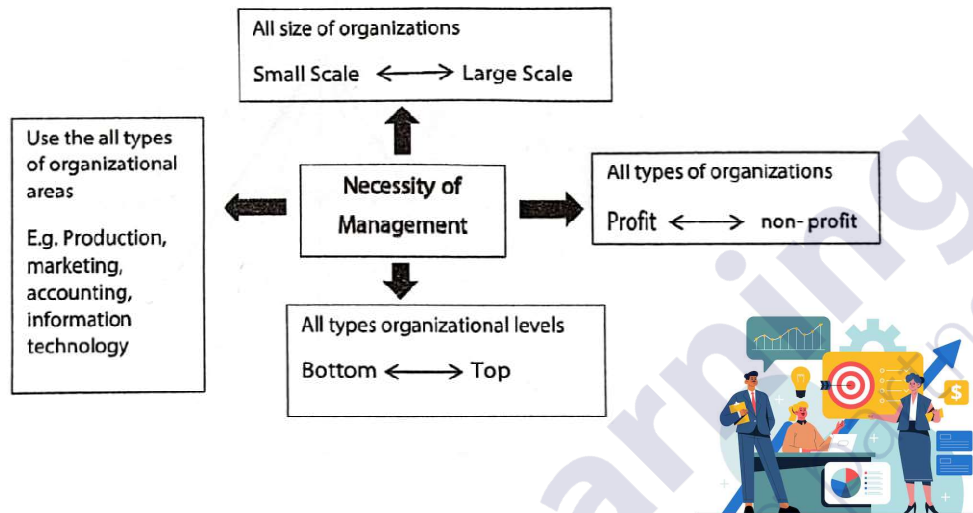 All size of organizations
Small Scale ⟷ Large Scale
Use the all types
of organizational
areas
E.g. Production,
marketing,
accounting,
information
technology
Necessity of
Management
All types of organizations
Profit ⟷ non- profit
All types organizational levels
Bottom ⟷ Top
$